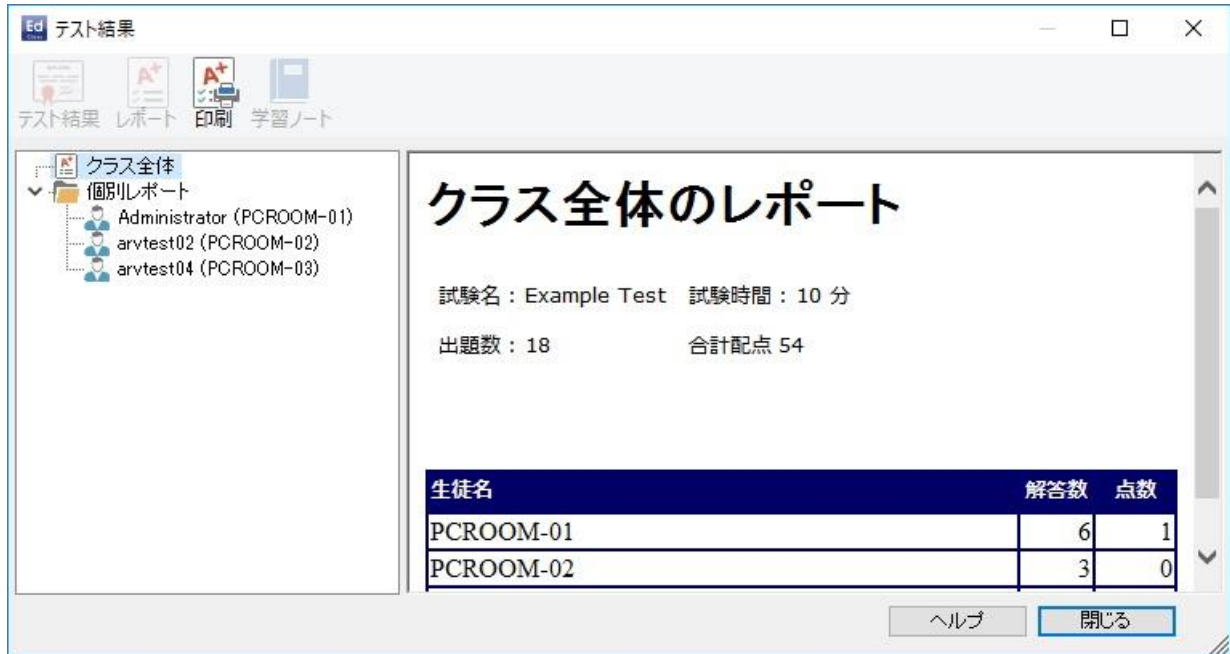 Ed テスト結果
テスト結果 レポート 印刷 学習ノート
クラス全体
個別レポート
Administrator (PCROOM-01)
arvtest02 (PCROOM-02)
arvtest04 (PCROOM-03)
クラス全体のレポート
試験名：Example Test 試験時間：10 分
出題数：18 合計配点 54
生徒名 解答数 点数
PCROOM-01 6 1
PCROOM-02 3 0
ヘルプ 閉じる